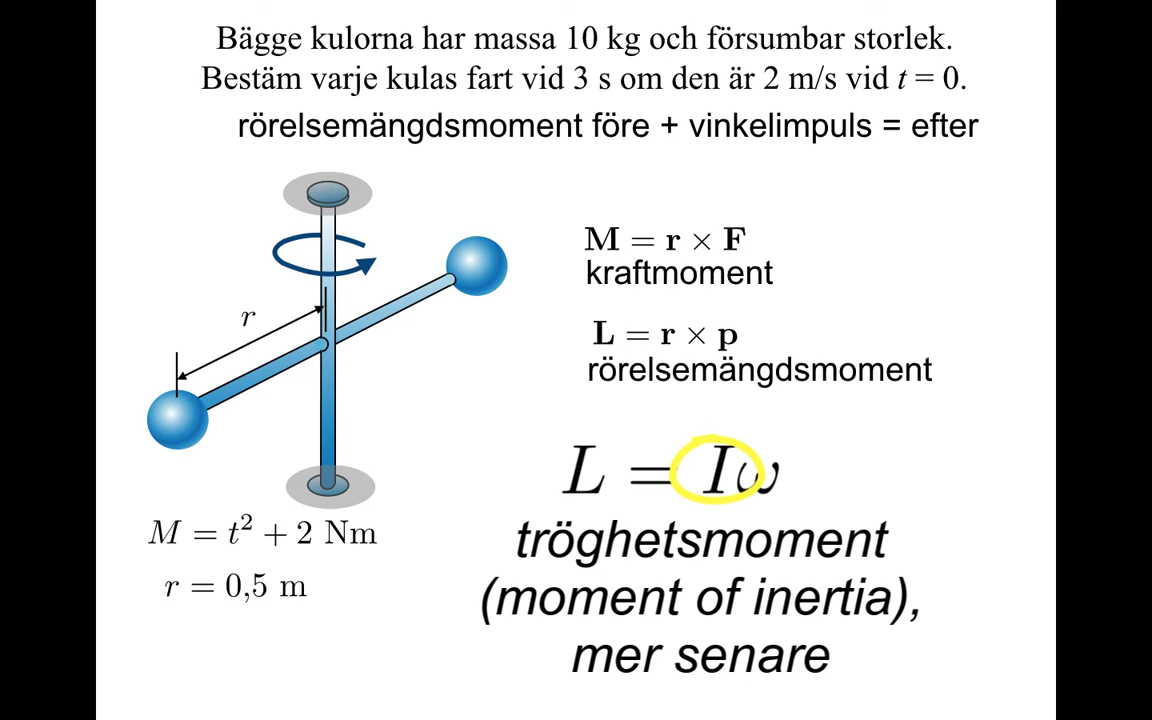 Bägge kulorna har massa 10 kg och försumbar storlek.
Bestäm varje kulas fart vid 3 s om den är 2 m/s vid t = 0.
rörelsemängdsmoment före + vinkelimpuls = efter
M = r × F
kraftmoment
r
L = r × p
rörelsemängdsmoment
L = Iω
M = t² + 2 Nm
tröghetsmoment
r = 0,5 m
(moment of inertia),
mer senare